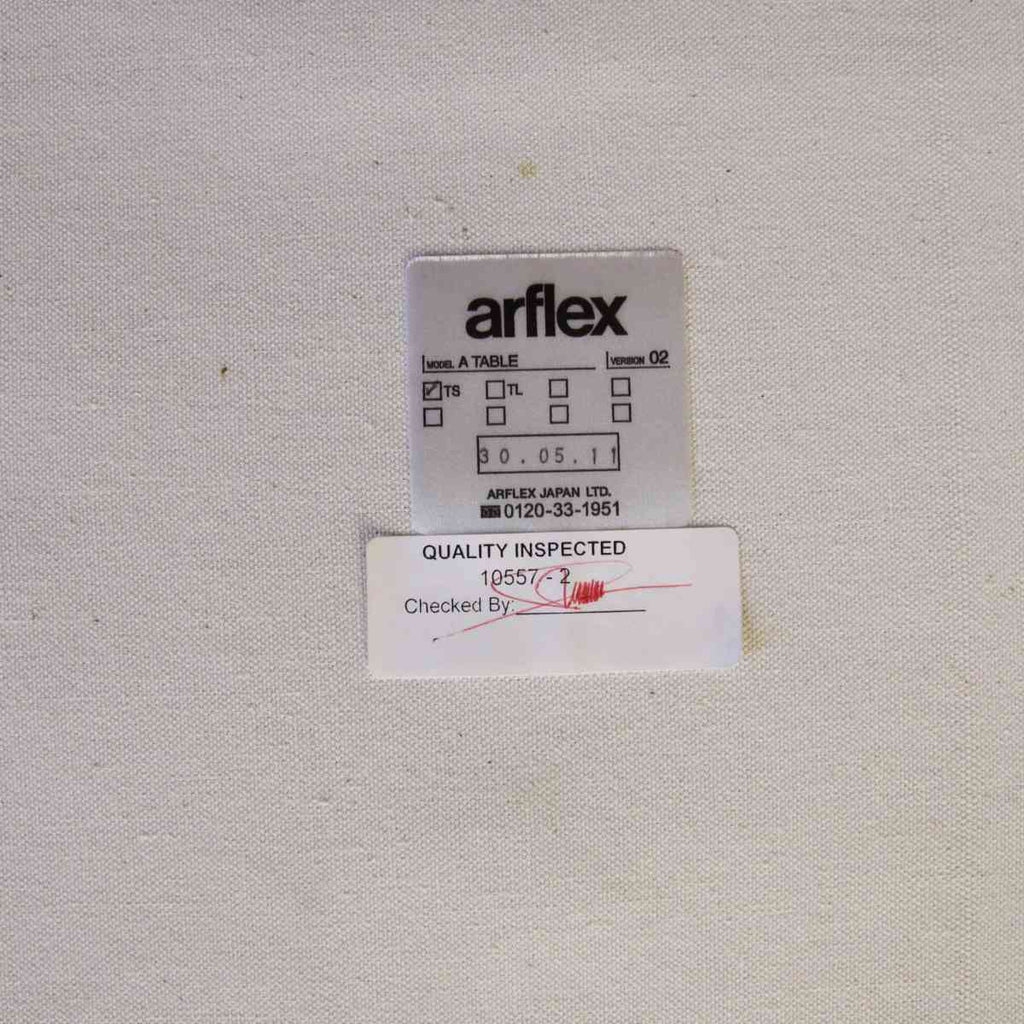 arflex
MODEL A TABLE VERSION 02
TS TL
30.05.11
ARFLEX JAPAN LTD.
0120-33-1951
QUALITY INSPECTED
10557 - 2
Checked By: